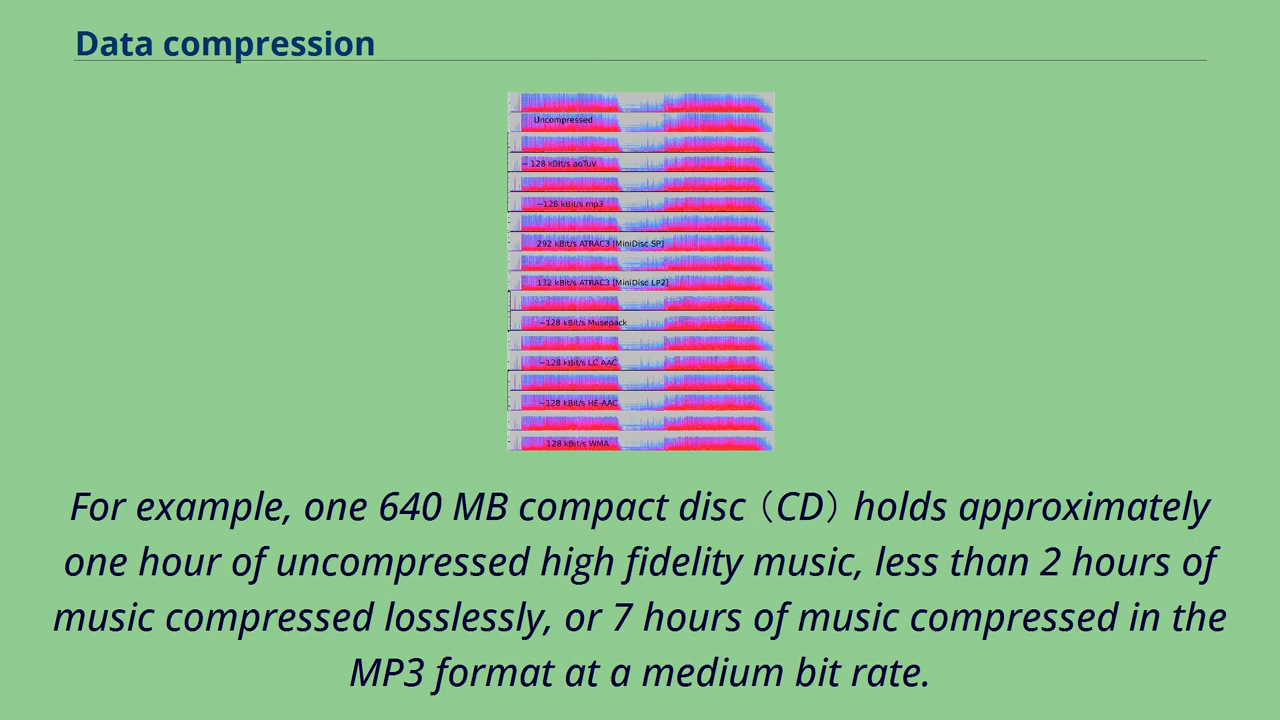 Data compression
Uncompressed
~ 128 kBit/s aoTuV
~128 kBit/s mp3
292 kBit/s ATRAC3 [MiniDisc SP]
132 kBit/s ATRAC3 [MiniDisc LP2]
~128 kBit/s Musepack
~128 kBit/s LC AAC
~128 kBit/s HE-AAC
128 kBit/s WMA
For example, one 640 MB compact disc（CD）holds approximately
one hour of uncompressed high fidelity music, less than 2 hours of
music compressed losslessly, or 7 hours of music compressed in the
MP3 format at a medium bit rate.